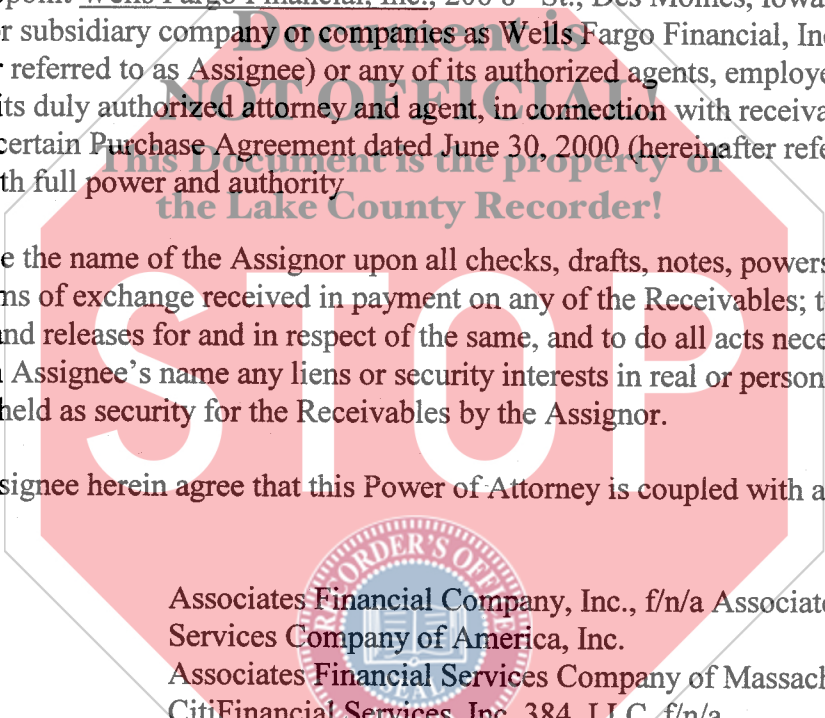 point Wells Fargo Financial, Inc., 206 8 St., Des Moines, Iowa
Document is
r subsidiary company or companies as Wells Fargo Financial, Inc
r referred to as Assignee) or any of its authorized agents, employe
NOT OFFICIAL!
its duly authorized attorney and agent, in connection with receiva
certain Purchase Agreement dated June 30, 2000 (hereinafter refe
This Document is the property of
th full power and authority
the Lake County Recorder!
e the name of the Assignor upon all checks, drafts, notes, powers
ms of exchange received in payment on any of the Receivables; t
nd releases for and in respect of the same, and to do all acts nece
STOP
Assignee's name any liens or security interests in real or person
held as security for the Receivables by the Assignor.
signee herein agree that this Power of Attorney is coupled with a
RECORDER'S OFFICE
Associates Financial Company, Inc., f/n/a Associate
Services Company of America, Inc.
Associates Financial Services Company of Massach
SEAL
CitiFinancial Services, Inc. 384, LLC, f/n/a